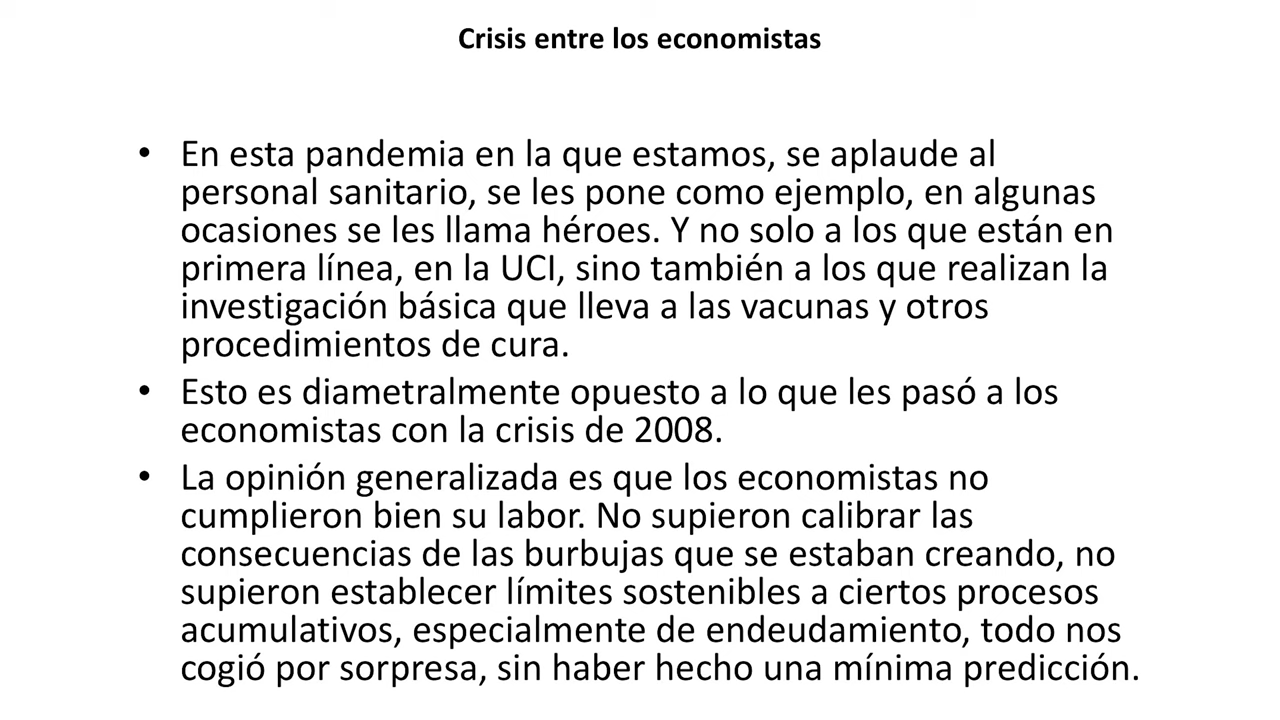 Crisis entre los economistas
• En esta pandemia en la que estamos, se aplaude al
personal sanitario, se les pone como ejemplo, en algunas
ocasiones se les llama héroes. Y no solo a los que están en
primera línea, en la UCI, sino también a los que realizan la
investigación básica que lleva a las vacunas y otros
procedimientos de cura.
• Esto es diametralmente opuesto a lo que les pasó a los
economistas con la crisis de 2008.
• La opinión generalizada es que los economistas no
cumplieron bien su labor. No supieron calibrar las
consecuencias de las burbujas que se estaban creando, no
supieron establecer límites sostenibles a ciertos procesos
acumulativos, especialmente de endeudamiento, todo nos
cogió por sorpresa, sin haber hecho una mínima predicción.